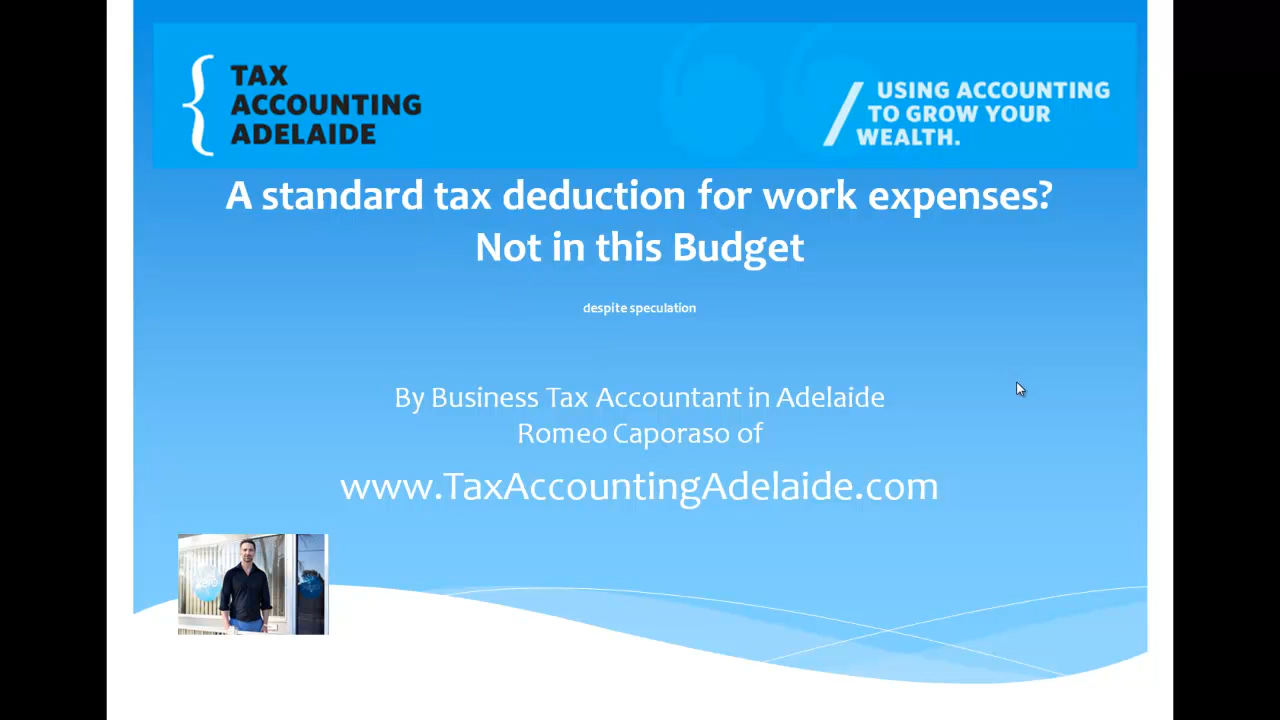 TAX
ACCOUNTING
ADELAIDE
USING ACCOUNTING
TO GROW YOUR
WEALTH.
A standard tax deduction for work expenses?
Not in this Budget
despite speculation
By Business Tax Accountant in Adelaide
Romeo Caporaso of
www.TaxAccountingAdelaide.com